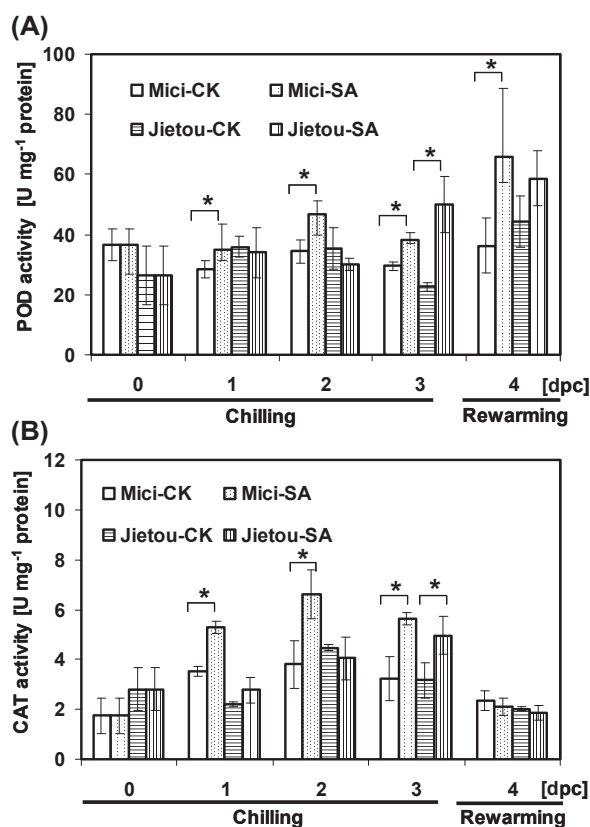 (A)
100
80
60
40
20
0
POD activity [U mg-1 protein]
Mici-CK Mici-SA
Jietou-CK Jietou-SA
* * * * *
0 1 2 3 4 [dpc]
Chilling Rewarming
(B)
12
10
8
6
4
2
0
CAT activity [U mg-1 protein]
Mici-CK Mici-SA
Jietou-CK Jietou-SA
* * * *
0 1 2 3 4 [dpc]
Chilling Rewarming